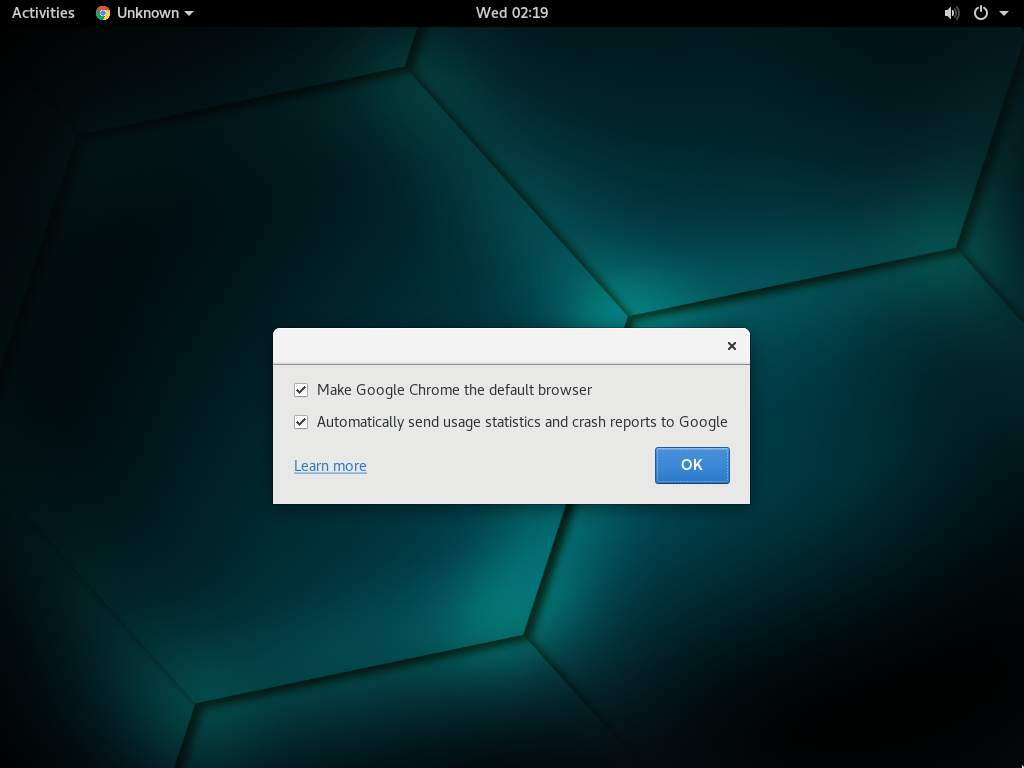 Activities Unknown Wed 02:19
Make Google Chrome the default browser
Automatically send usage statistics and crash reports to Google
Learn more OK